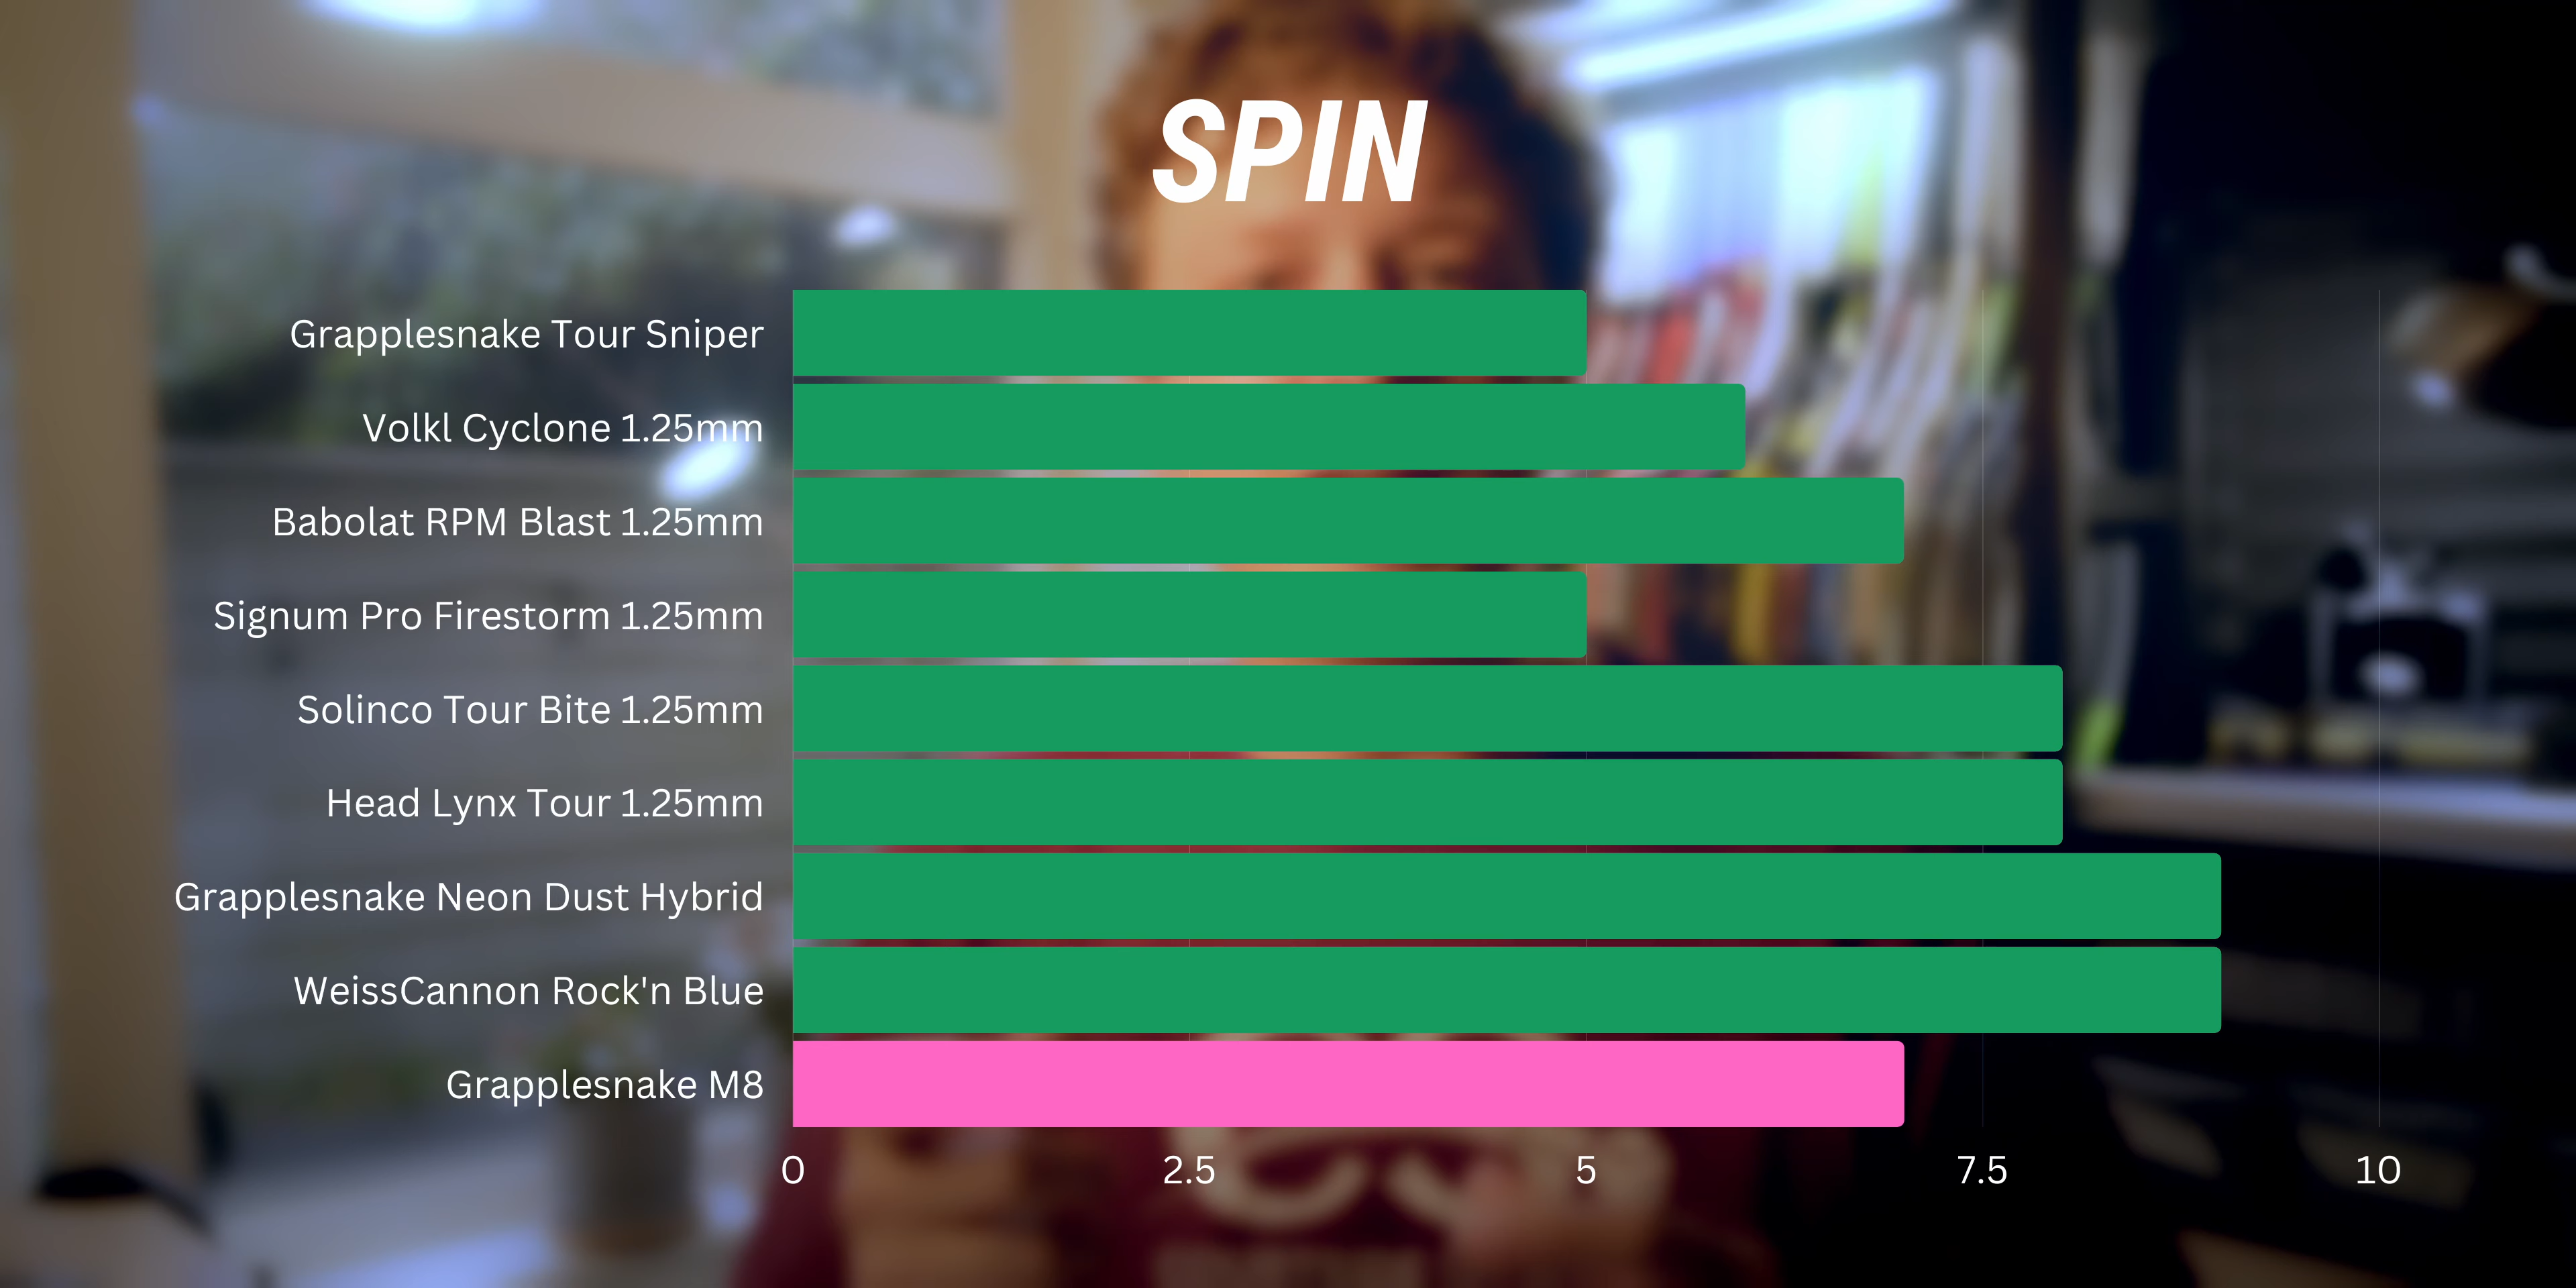 SPIN
Grapplesnake Tour Sniper
Volkl Cyclone 1.25mm
Babolat RPM Blast 1.25mm
Signum Pro Firestorm 1.25mm
Solinco Tour Bite 1.25mm
Head Lynx Tour 1.25mm
Grapplesnake Neon Dust Hybrid
WeissCannon Rock'n Blue
Grapplesnake M8
0 2.5 5 7.5 10